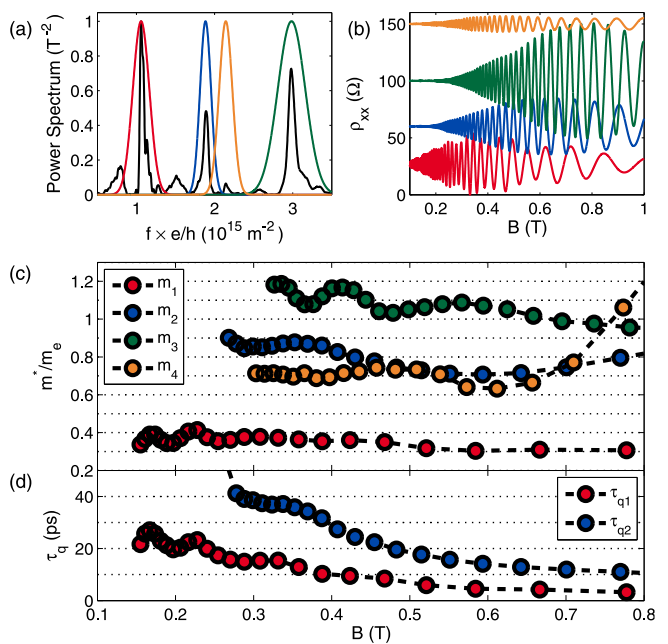 (a)
Power Spectrum (T⁻²)
1
0.8
0.6
0.4
0.2
0
1 2 3
f × e/h (10¹⁵ m⁻²)
(b)
ρxx (Ω)
150
100
50
0
0.2 0.4 0.6 0.8 1
B (T)
(c)
m*/mₑ
1.2
1
0.8
0.6
0.4
0.2
m₁
m₂
m₃
m₄
(d)
τq (ps)
40
20
0
τq1
τq2
0.1 0.2 0.3 0.4 0.5 0.6 0.7 0.8
B (T)